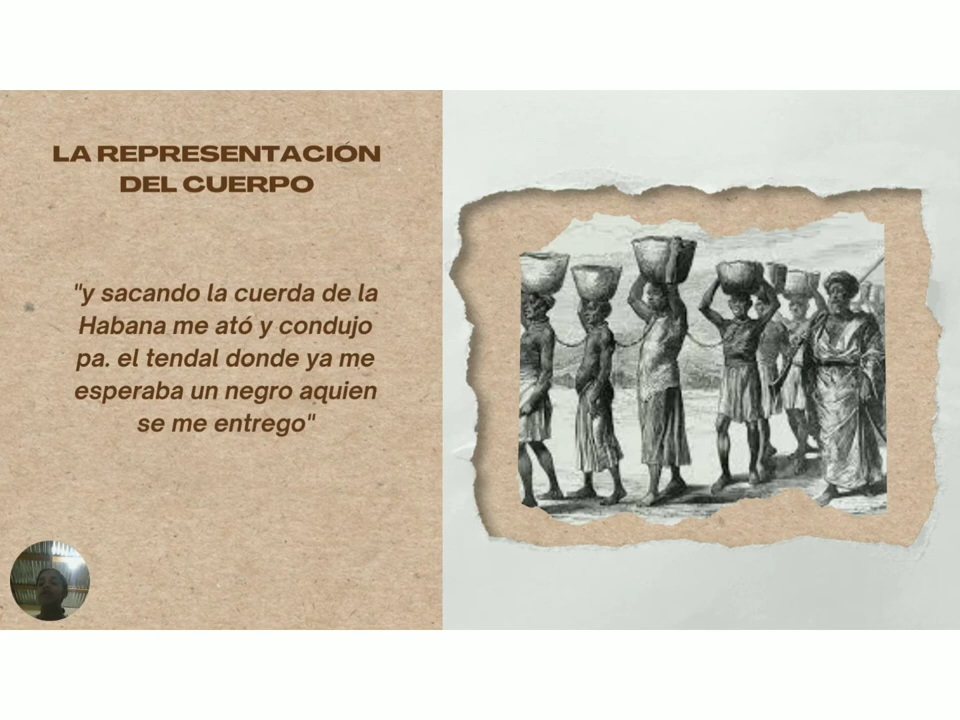 LA REPRESENTACIÓN
DEL CUERPO
"y sacando la cuerda de la
Habana me ató y condujo
pa. el tendal donde ya me
esperaba un negro aquien
se me entrego"